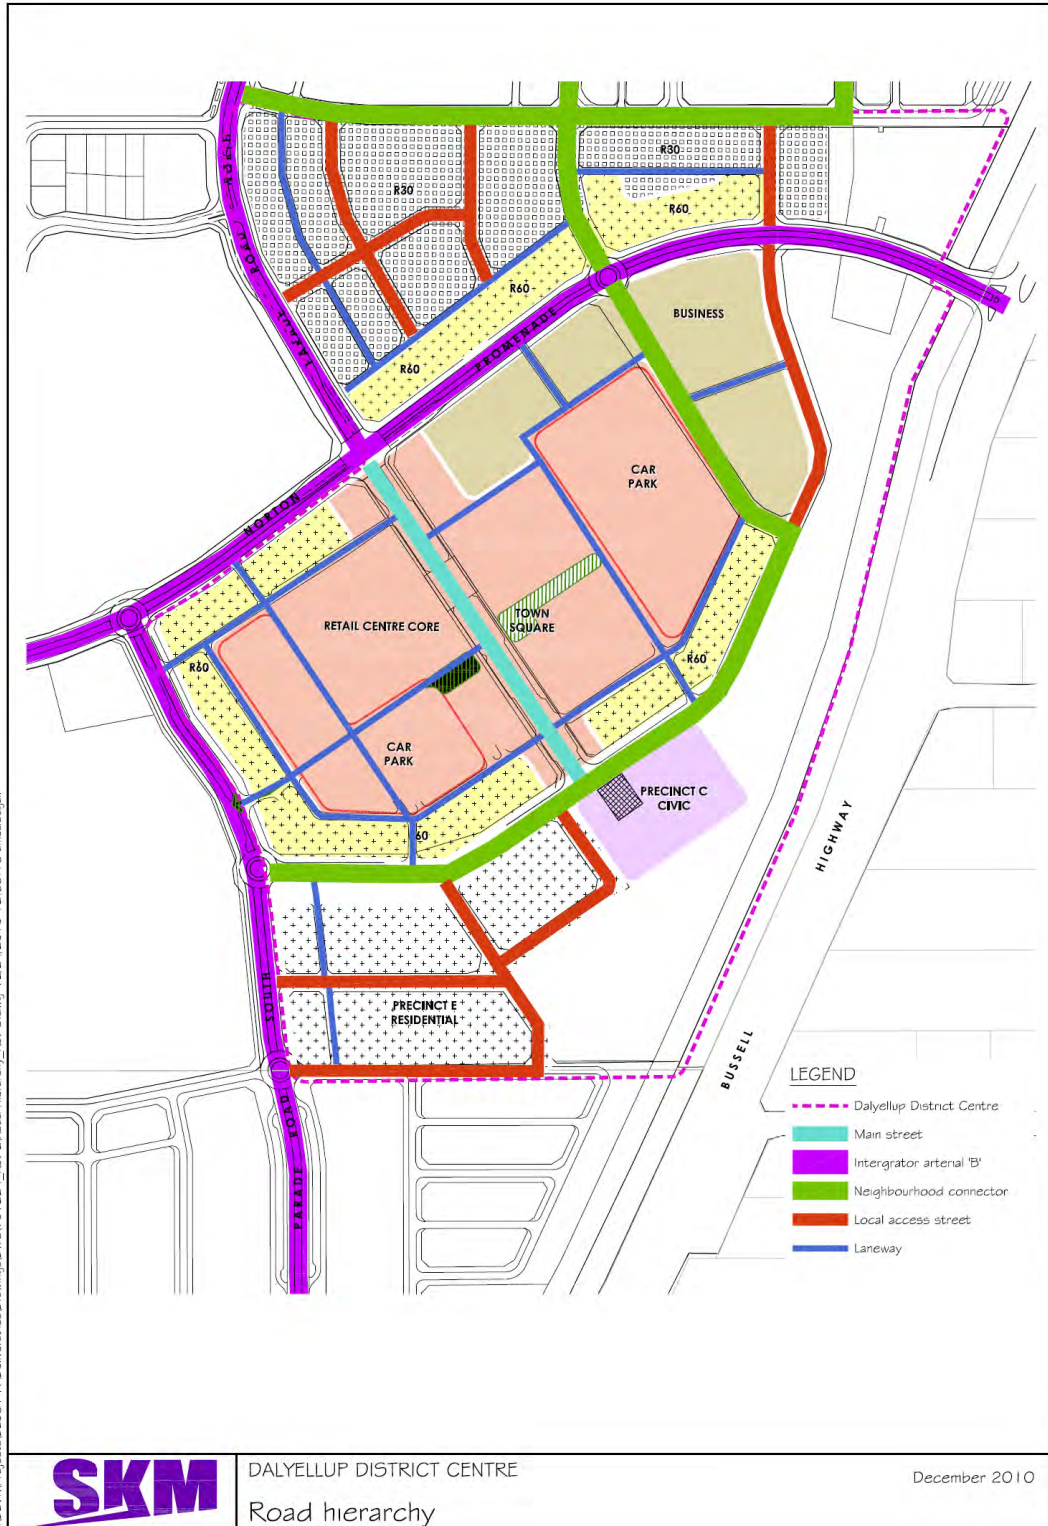 R30
R30
R60
R60
R60
BUSINESS
PROMENADE
NORTON
CAR
PARK
RETAIL CENTRE CORE
TOWN
SQUARE
R60
R60
CAR
PARK
60
PRECINCT C
CIVIC
HIGHWAY
BUSSELL
SOUTH
PRECINCT E
RESIDENTIAL
PARADE ROAD
LEGEND
Dalyellup District Centre
Main street
Intergrator arterial 'B'
Neighbourhood connector
Local access street
Laneway
SKM
DALYELLUP DISTRICT CENTRE
Road hierarchy
December 2010